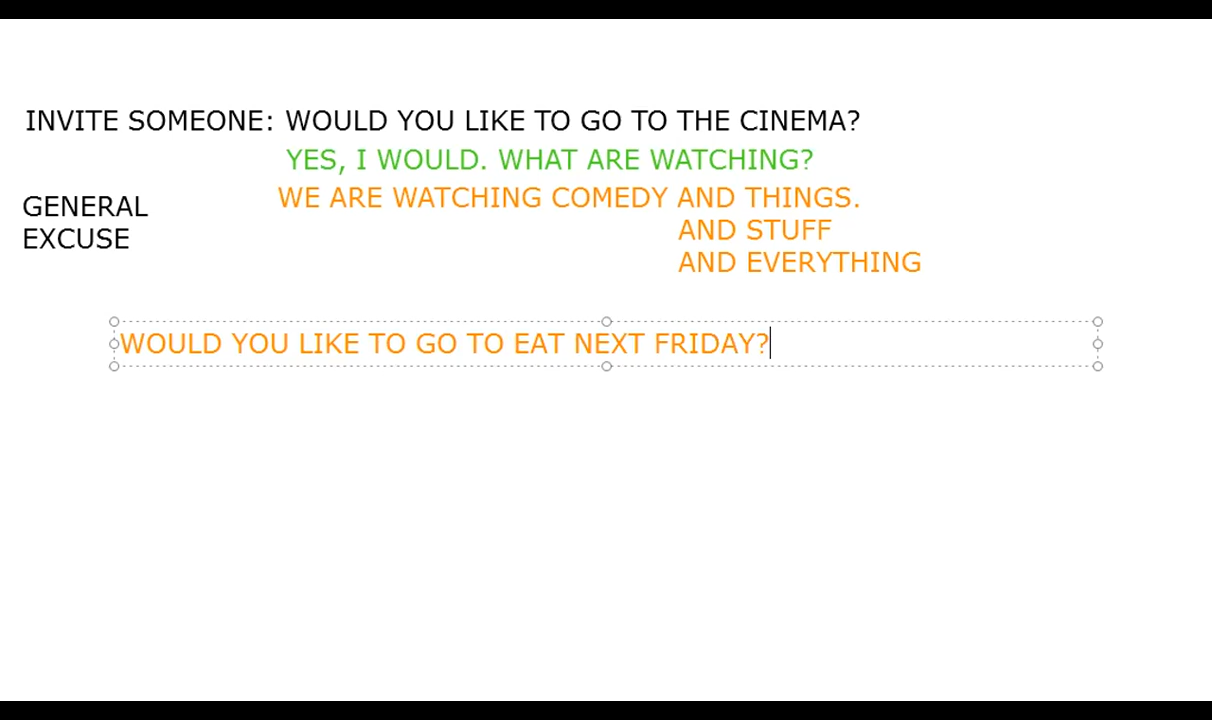 INVITE SOMEONE: WOULD YOU LIKE TO GO TO THE CINEMA?
YES, I WOULD. WHAT ARE WATCHING?
WE ARE WATCHING COMEDY AND THINGS.
AND STUFF
AND EVERYTHING
GENERAL
EXCUSE
WOULD YOU LIKE TO GO TO EAT NEXT FRIDAY?